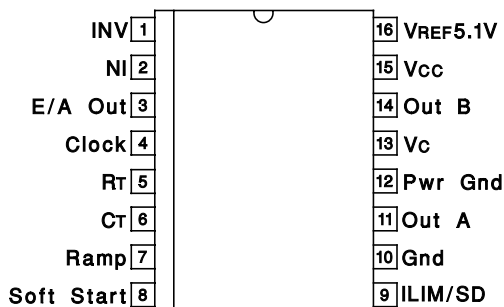 INV 1 16 VREF5.1V
NI 2 15 VCC
E/A Out 3 14 Out B
Clock 4 13 VC
RT 5 12 Pwr Gnd
CT 6 11 Out A
Ramp 7 10 Gnd
Soft Start 8 9 ILIM/SD